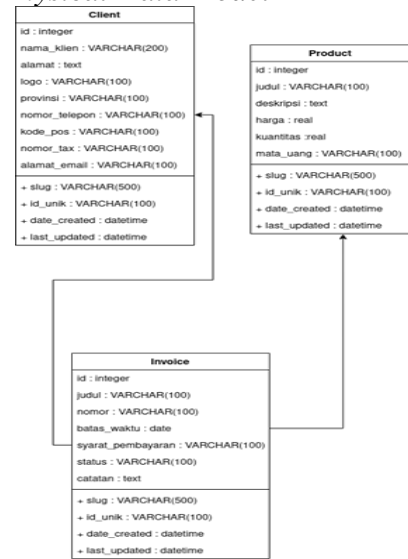 Client
id : integer
nama_klien : VARCHAR(200)
alamat : text
logo : VARCHAR(100)
provinsi : VARCHAR(100)
nomor_telepon : VARCHAR(100)
kode_pos : VARCHAR(100)
nomor_tax : VARCHAR(100)
alamat_email : VARCHAR(100)
+ slug : VARCHAR(500)
+ id_unik : VARCHAR(100)
+ date_created : datetime
+ last_updated : datetime
Product
id : integer
judul : VARCHAR(100)
deskripsi : text
harga : real
kuantitas :real
mata_uang : VARCHAR(100)
+ slug : VARCHAR(500)
+ id_unik : VARCHAR(100)
+ date_created : datetime
+ last_updated : datetime
Invoice
id : integer
judul : VARCHAR(100)
nomor : VARCHAR(100)
batas_waktu : date
syarat_pembayaran : VARCHAR(100)
status : VARCHAR(100)
catatan : text
+ slug : VARCHAR(500)
+ id_unik : VARCHAR(100)
+ date_created : datetime
+ last_updated : datetime